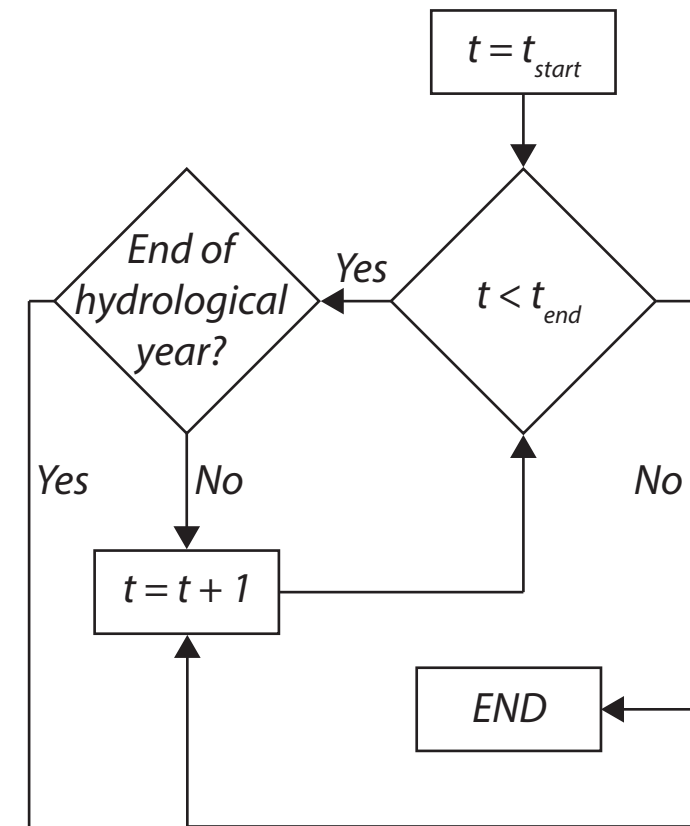 t = t_start
End of
hydrological
year?
Yes
t < t_end
Yes
No
No
t = t + 1
END